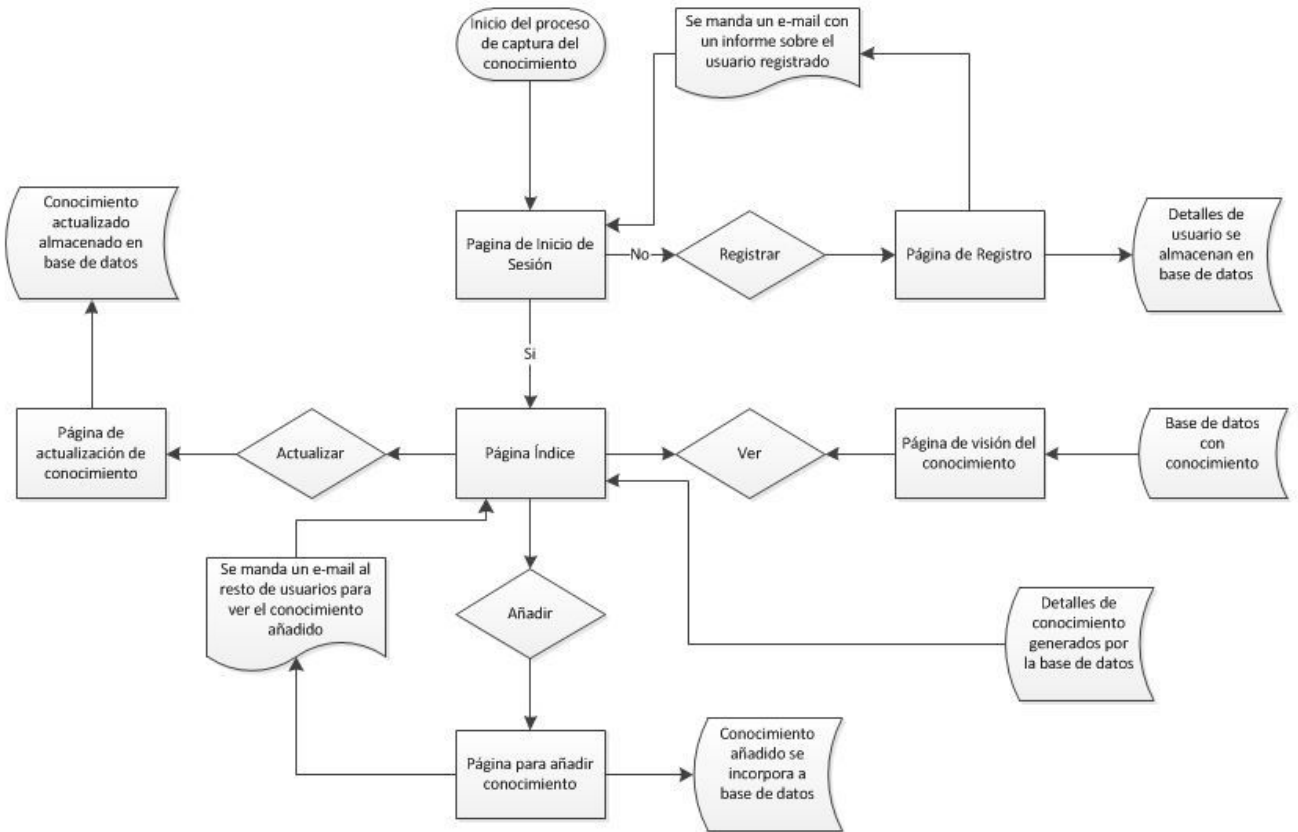 Inicio del proceso
de captura del
conocimiento
Se manda un e-mail con
un informe sobre el
usuario registrado
Conocimiento
actualizado
almacenado en
base de datos
Pagina de Inicio de
Sesión
No
Registrar
Página de Registro
Detalles de
usuario se
almacenan en
base de datos
Si
Página de
actualización de
conocimiento
Actualizar
Página Índice
Ver
Página de visión del
conocimiento
Base de datos
con
conocimiento
Se manda un e-mail al
resto de usuarios para
ver el conocimiento
añadido
Añadir
Detalles de
conocimiento
generados por
la base de datos
Página para añadir
conocimiento
Conocimiento
añadido se
incorpora a
base de datos